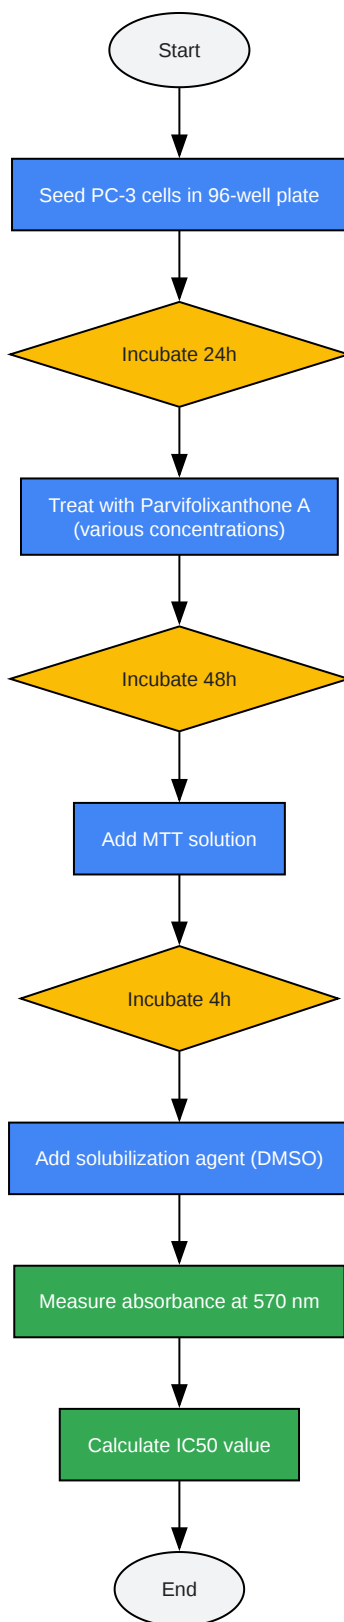 Start
Seed PC-3 cells in 96-well plate
Incubate 24h
Treat with Parvifolixanthone A
(various concentrations)
Incubate 48h
Add MTT solution
Incubate 4h
Add solubilization agent (DMSO)
Measure absorbance at 570 nm
Calculate IC50 value
End